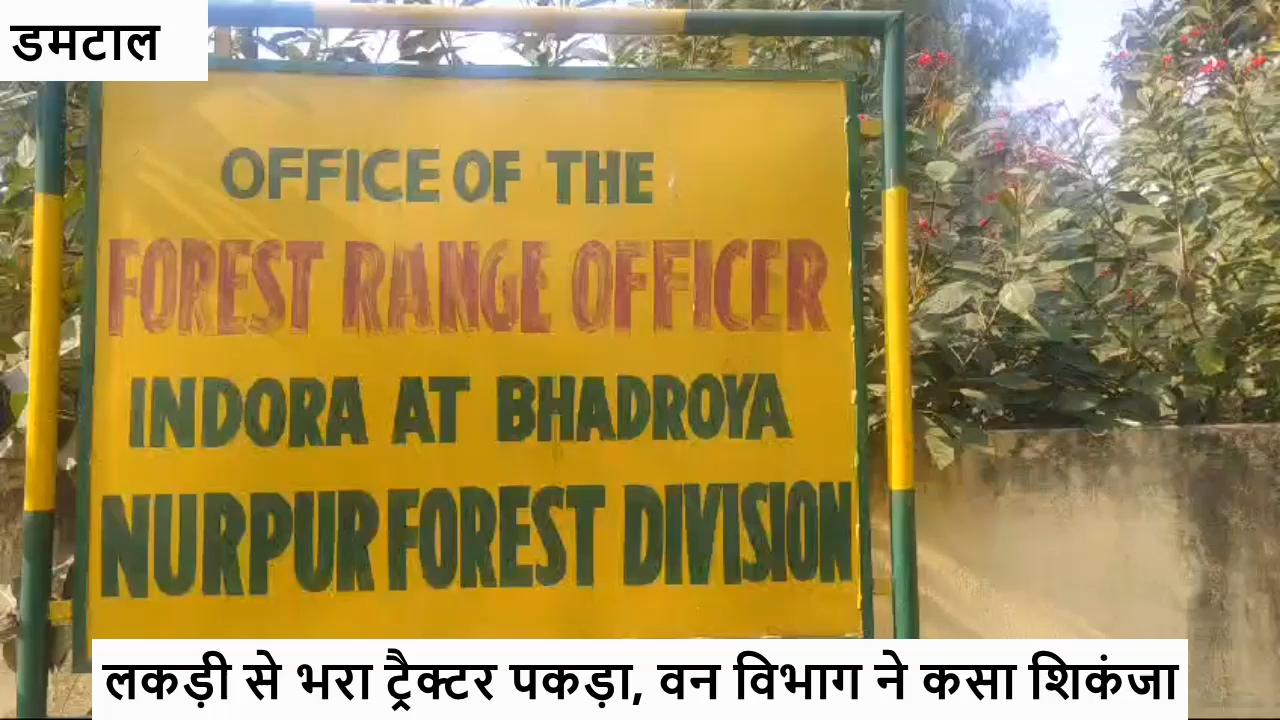 डमटाल
OFFICE OF THE
FOREST RANGE OFFICER
INDORA AT BHADROYA
NURPUR FOREST DIVISION
लकड़ी से भरा ट्रैक्टर पकड़ा, वन विभाग ने कसा शिकंजा